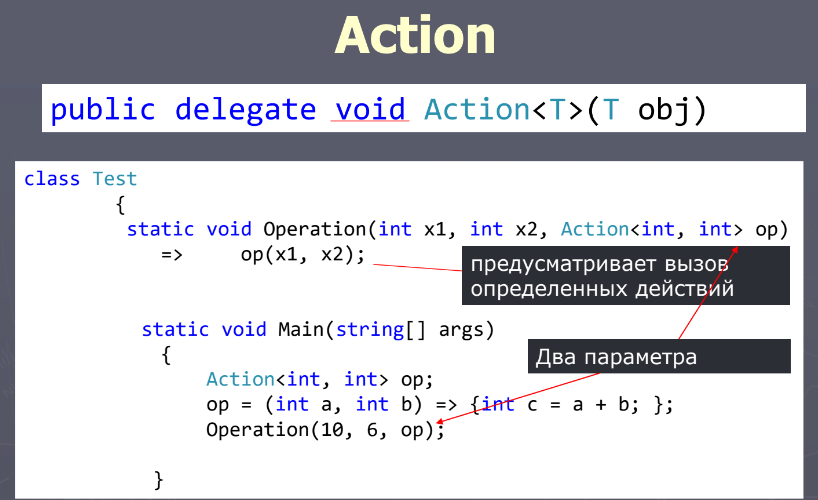 Action
public delegate void Action<T>(T obj)
class Test
{
static void Operation(int x1, int x2, Action<int, int> op)
=> op(x1, x2);
предусматривает вызов
определенных действий
static void Main(string[] args)
{
Два параметра
Action<int, int> op;
op = (int a, int b) => {int c = a + b; };
Operation(10, 6, op);
}